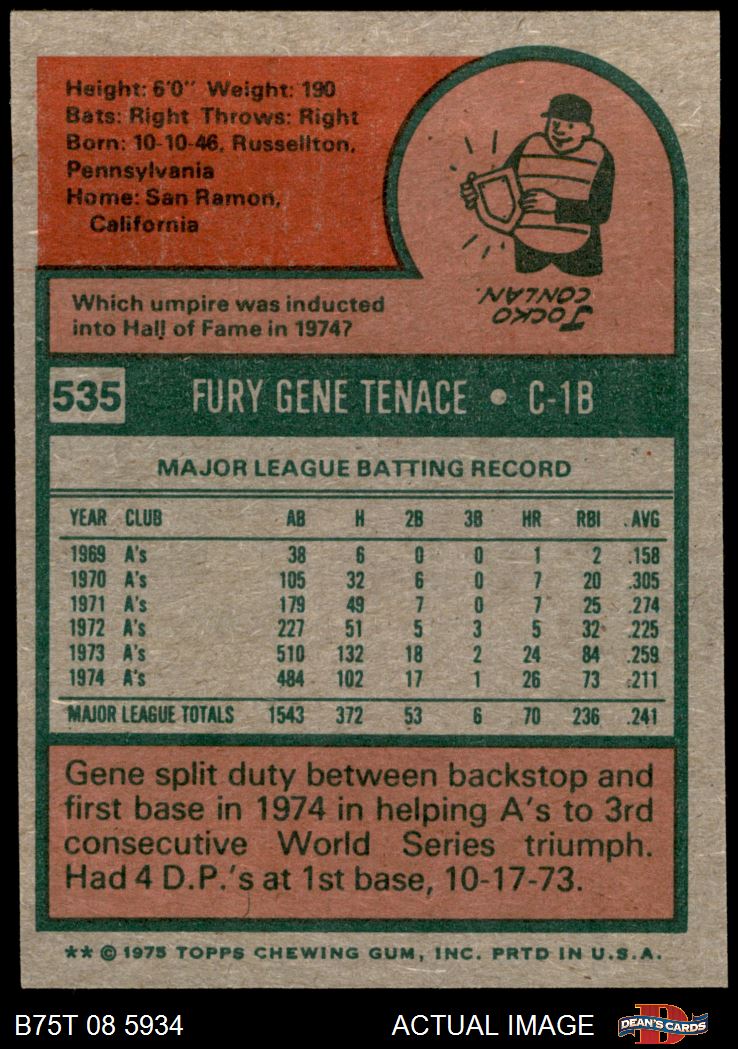 Height: 6'0" Weight: 190
Bats: Right Throws: Right
Born: 10-10-46, Russellton,
Pennsylvania
Home: San Ramon,
California
Which umpire was inducted
into Hall of Fame in 1974?
JOCKO
CONLAN.
535 FURY GENE TENACE • C-1B
MAJOR LEAGUE BATTING RECORD
YEAR CLUB AB H 2B 3B HR RBI AVG
1969 A's 38 6 0 0 1 2 .158
1970 A's 105 32 6 0 7 20 .305
1971 A's 179 49 7 0 7 25 .274
1972 A's 227 51 5 3 5 32 .225
1973 A's 510 132 18 2 24 84 .259
1974 A's 484 102 17 1 26 73 .211
MAJOR LEAGUE TOTALS 1543 372 53 6 70 236 .241
Gene split duty between backstop and
first base in 1974 in helping A's to 3rd
consecutive World Series triumph.
Had 4 D.P.'s at 1st base, 10-17-73.
** © 1975 TOPPS CHEWING GUM, INC. PRTD IN U.S.A.
B75T 08 5934 ACTUAL IMAGE DEAN'S CARDS